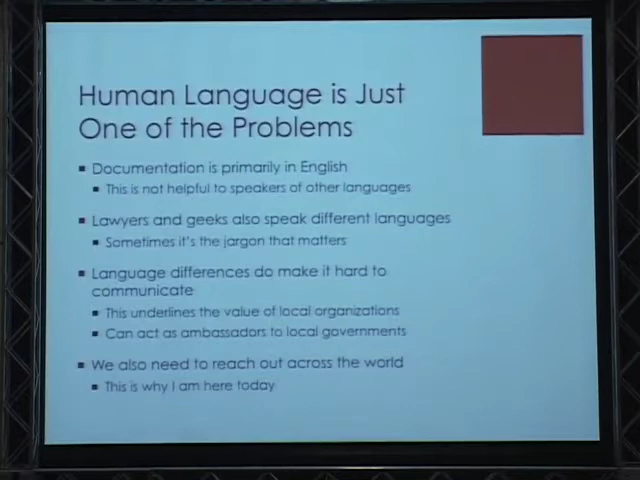 Human Language is Just
One of the Problems
▪ Documentation is primarily in English
▪ This is not helpful to speakers of other languages
▪ Lawyers and geeks also speak different languages
▪ Sometimes it's the jargon that matters
▪ Language differences do make it hard to
communicate
▪ This underlines the value of local organizations
▪ Can act as ambassadors to local governments
▪ We also need to reach out across the world
▪ This is why I am here today